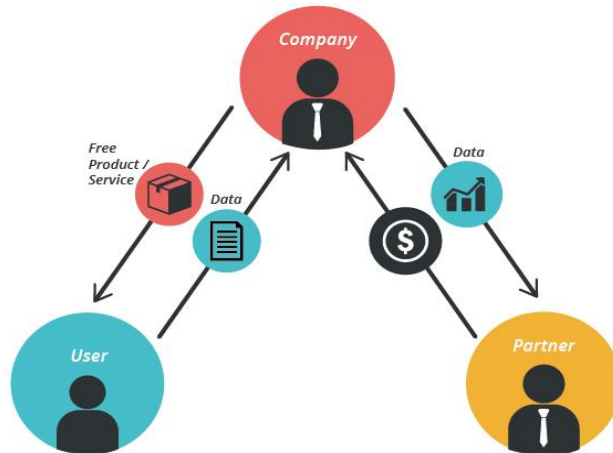 Company
Free
Product /
Service
Data
Data
$
User
Partner